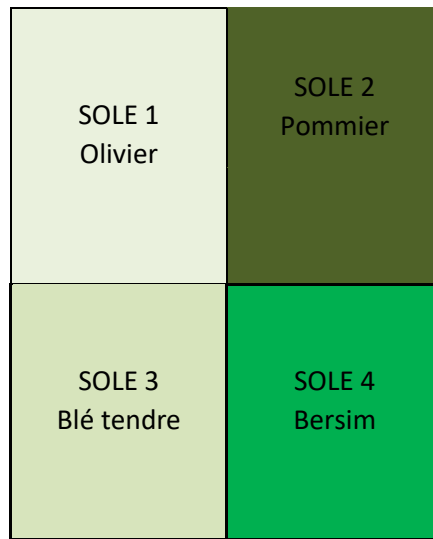 SOLE 1
Olivier
SOLE 2
Pommier
SOLE 3
Blé tendre
SOLE 4
Bersim